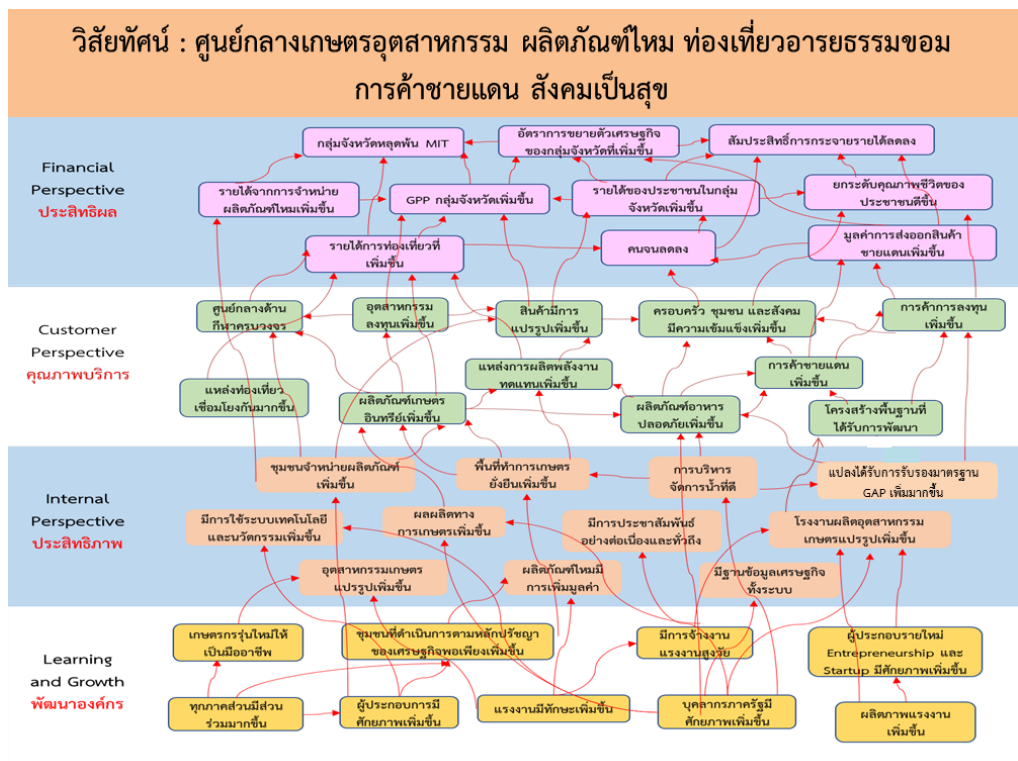 วิสัยทัศน์ : ศูนย์กลางเกษตรอุตสาหกรรม ผลิตภัณฑ์ไหม ท่องเที่ยวอารยธรรมขอม
การค้าชายแดน สังคมเป็นสุข
Financial
Perspective
ประสิทธิผล
กลุ่มจังหวัดหลุดพ้น MIT
อัตราการขยายตัวเศรษฐกิจ
ของกลุ่มจังหวัดที่เพิ่มขึ้น
สัมประสิทธิ์การกระจายรายได้ลดลง
รายได้จากการจำหน่าย
ผลิตภัณฑ์ไหมเพิ่มขึ้น
GPP กลุ่มจังหวัดเพิ่มขึ้น
รายได้ของประชาชนในกลุ่ม
จังหวัดเพิ่มขึ้น
ยกระดับคุณภาพชีวิตของ
ประชาชนดีขึ้น
รายได้การท่องเที่ยวที่
เพิ่มขึ้น
คนจนลดลง
มูลค่าการส่งออกสินค้า
ชายแดนเพิ่มขึ้น
Customer
Perspective
คุณภาพบริการ
ศูนย์กลางด้าน
กีฬาครบวงจร
อุตสาหกรรม
ลงทุนเพิ่มขึ้น
สินค้ามีการ
แปรรูปเพิ่มขึ้น
ครอบครัว ชุมชน และสังคม
มีความเข้มแข็งเพิ่มขึ้น
การค้าการลงทุน
เพิ่มขึ้น
แหล่งท่องเที่ยว
เชื่อมโยงกันมากขึ้น
ผลิตภัณฑ์เกษตร
อินทรีย์เพิ่มขึ้น
แหล่งการผลิตพลังงาน
ทดแทนเพิ่มขึ้น
ผลิตภัณฑ์อาหาร
ปลอดภัยเพิ่มขึ้น
การค้าชายแดน
เพิ่มขึ้น
โครงสร้างพื้นฐานที่
ได้รับการพัฒนา
Internal
Perspective
ประสิทธิภาพ
ชุมชนจำหน่ายผลิตภัณฑ์
เพิ่มขึ้น
พื้นที่ทำการเกษตร
ยั่งยืนเพิ่มขึ้น
การบริหาร
จัดการน้ำที่ดี
แปลงได้รับการรับรองมาตรฐาน
GAP เพิ่มมากขึ้น
มีการใช้ระบบเทคโนโลยี
และนวัตกรรมเพิ่มขึ้น
ผลผลิตทาง
การเกษตรเพิ่มขึ้น
มีการประชาสัมพันธ์
อย่างต่อเนื่องและทั่วถึง
โรงงานผลิตอุตสาหกรรม
เกษตรแปรรูปเพิ่มขึ้น
อุตสาหกรรมเกษตร
แปรรูปเพิ่มขึ้น
ผลิตภัณฑ์ไหมมี
การเพิ่มมูลค่า
มีฐานข้อมูลเศรษฐกิจ
ทั้งระบบ
Learning
and Growth
พัฒนาองค์กร
เกษตรกรรุ่นใหม่ให้
เป็นมืออาชีพ
ชุมชนที่ดำเนินการตามหลักปรัชญา
ของเศรษฐกิจพอเพียงเพิ่มขึ้น
มีการจ้างงาน
แรงงานสูงวัย
ผู้ประกอบรายใหม่
Entrepreneurship และ
Startup มีศักยภาพเพิ่มขึ้น
ทุกภาคส่วนมีส่วน
ร่วมมากขึ้น
ผู้ประกอบการมี
ศักยภาพเพิ่มขึ้น
แรงงานมีทักษะเพิ่มขึ้น
บุคลากรภาครัฐมี
ศักยภาพเพิ่มขึ้น
ผลิตภาพแรงงาน
เพิ่มขึ้น